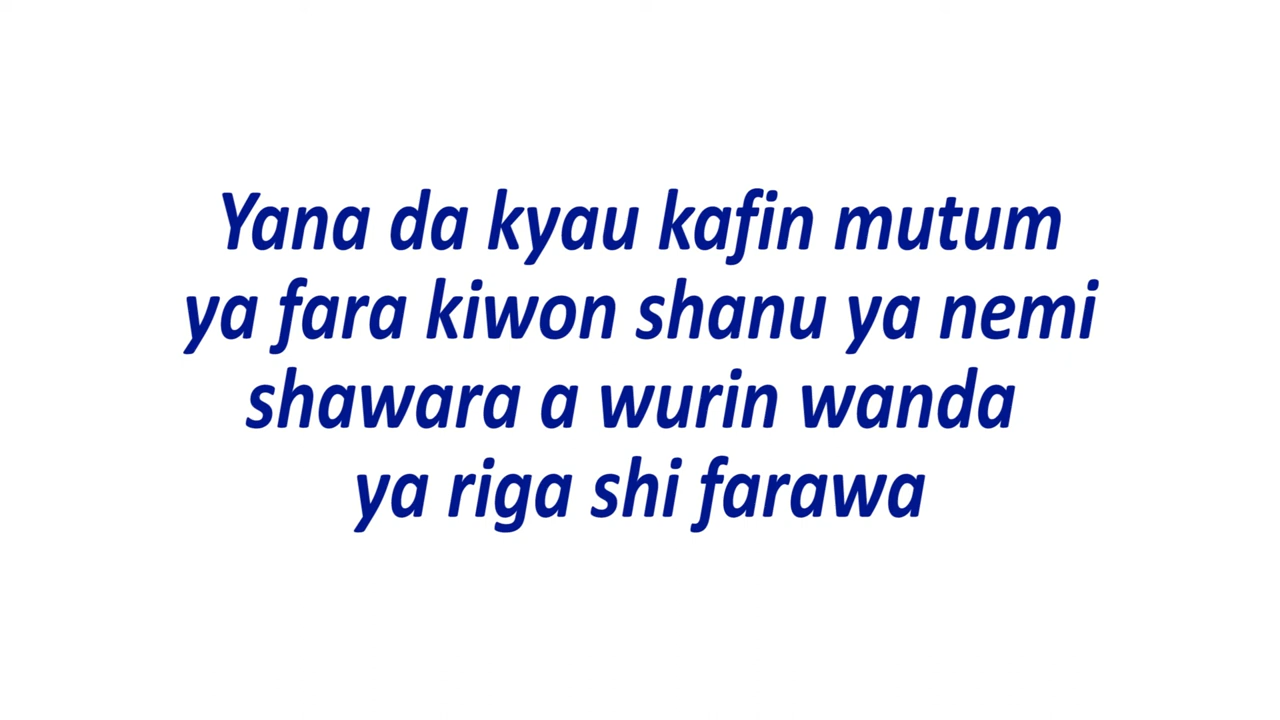 Yana da kyau kafin mutum
ya fara kiwon shanu ya nemi
shawara a wurin wanda
ya riga shi farawa